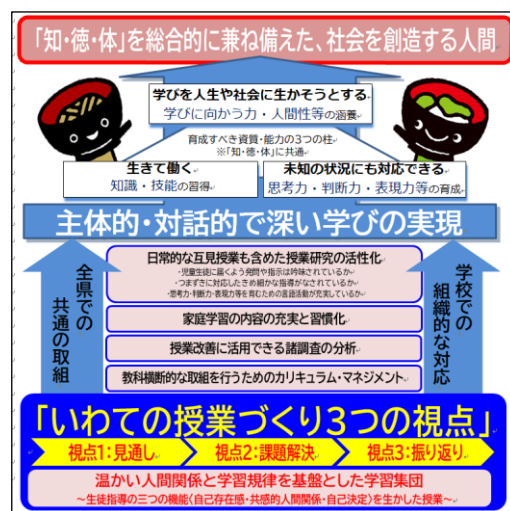 「知・徳・体」を総合的に兼ね備えた、社会を創造する人間
学びを人生や社会に生かそうとする
学びに向かう力・人間性等の涵養
育成すべき資質・能力の3つの柱
※「知・徳・体」に共通
生きて働く
知識・技能の習得
未知の状況にも対応できる
思考力・判断力・表現力等の育成
主体的・対話的で深い学びの実現
全県での
共通の取組
日常的な互見授業も含めた授業研究の活性化
・児童生徒に届くよう発問や指示は吟味されているか
・つまずきに対応したきめ細かな指導がなされているか
・思考力・判断力・表現力等を育むための言語活動が充実しているか
家庭学習の内容の充実と習慣化
授業改善に活用できる諸調査の分析
教科横断的な取組を行うためのカリキュラム・マネジメント
学校での
組織的な対応
「いわての授業づくり3つの視点」
視点1:見通し
視点2:課題解決
視点3:振り返り
温かい人間関係と学習規律を基盤とした学習集団
～生徒指導の三つの機能〈自己存在感・共感的人間関係・自己決定〉を生かした授業～